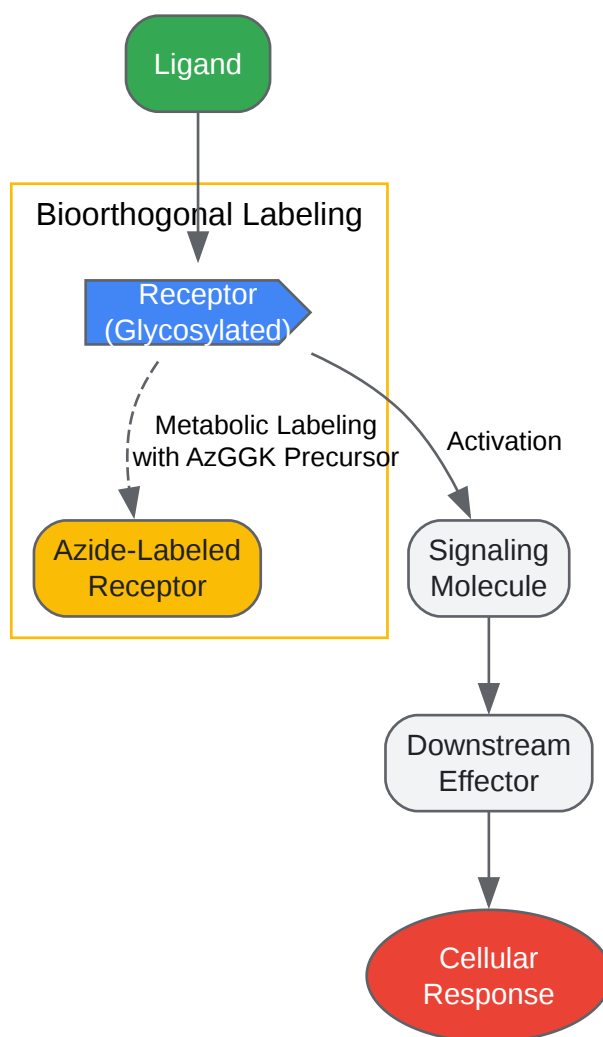 Ligand
Bioorthogonal Labeling
Receptor
(Glycosylated)
Metabolic Labeling
with AzGGK Precursor
Activation
Azide-Labeled
Receptor
Signaling
Molecule
Downstream
Effector
Cellular
Response